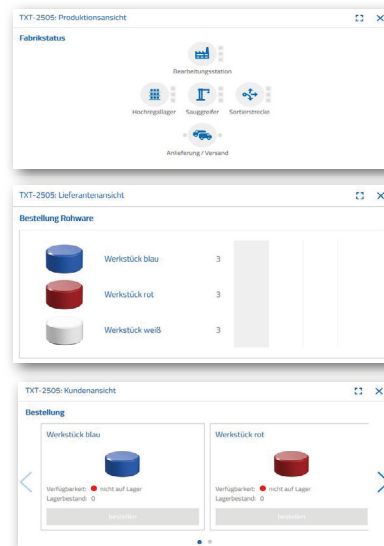 TXT-2505: Produktionsansicht
Fabrikstatus
Bearbeitungsstation
Hochregallager Sauggreifer Sortierstrecke
Anlieferung / Versand
TXT-2505: Lieferantenansicht
Bestellung Rohware
Werkstück blau 3
Werkstück rot 3
Werkstück weiß 3
TXT-2505: Kundenansicht
Bestellung
Werkstück blau Werkstück rot
Verfügbarkeit: nicht auf Lager Verfügbarkeit: nicht auf Lager
Lagerbestand: 0 Lagerbestand: 0
bestellen bestellen